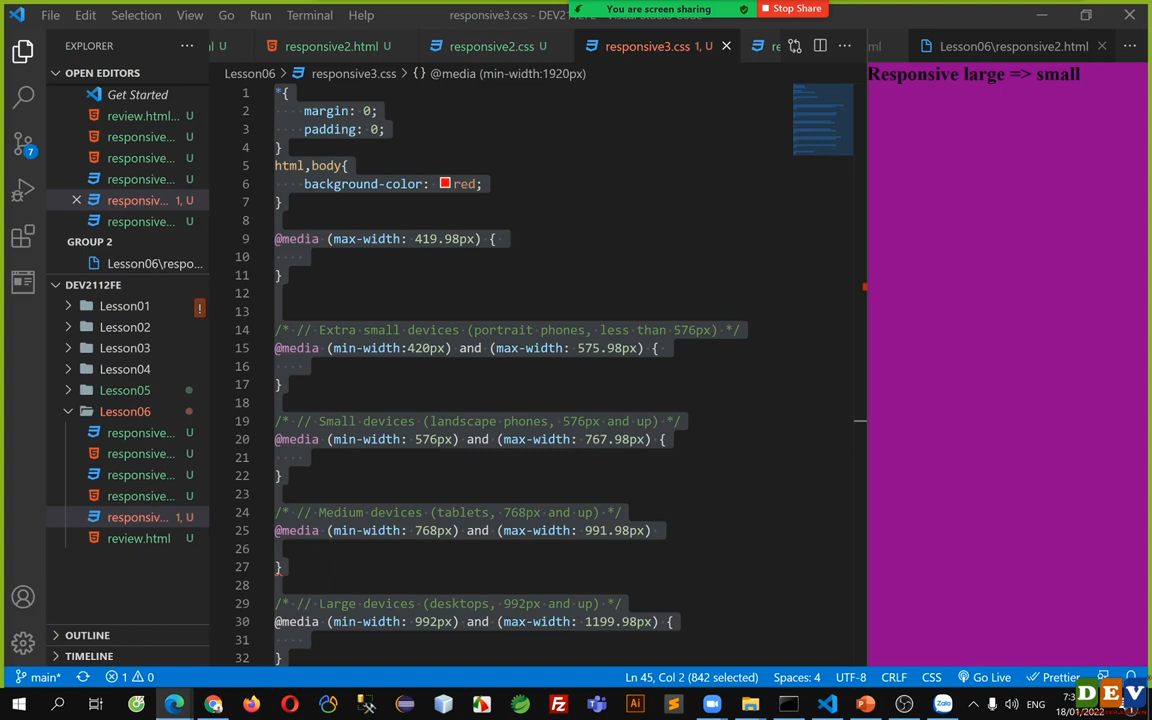 You are screen sharing
Stop Share
File Edit Selection View Go Run Terminal Help
responsive3.css - DEV2112FE
EXPLORER
U responsive2.html U responsive2.css U responsive3.css 1, U re
Lesson06\responsive2.html
OPEN EDITORS
Lesson06 > responsive3.css > {} @media (min-width:1920px)
Get Started
review.html... U
responsive... U
responsive... U
responsive... U
responsiv... 1, U
responsive... U
GROUP 2
Lesson06\respo...
DEV2112FE
Lesson01
Lesson02
Lesson03
Lesson04
Lesson05
Lesson06
responsive... U
responsive... U
responsive... U
responsive... U
responsiv... 1, U
review.html U
OUTLINE
TIMELINE
1 *{
2 margin: 0;
3 padding: 0;
4 }
5 html,body{
6 background-color: red;
7 }
8
9 @media (max-width: 419.98px) {
10
11 }
12
13
14 /* // Extra small devices (portrait phones, less than 576px) */
15 @media (min-width:420px) and (max-width: 575.98px) {
16
17 }
18
19 /* // Small devices (landscape phones, 576px and up) */
20 @media (min-width: 576px) and (max-width: 767.98px) {
21
22 }
23
24 /* // Medium devices (tablets, 768px and up) */
25 @media (min-width: 768px) and (max-width: 991.98px)
26
27 }
28
29 /* // Large devices (desktops, 992px and up) */
30 @media (min-width: 992px) and (max-width: 1199.98px) {
31
32 }
Responsive large => small
main* 1 0 Ln 45, Col 2 (842 selected) Spaces: 4 UTF-8 CRLF CSS Go Live Prettier
7
ENG
18/01/2022
DEV